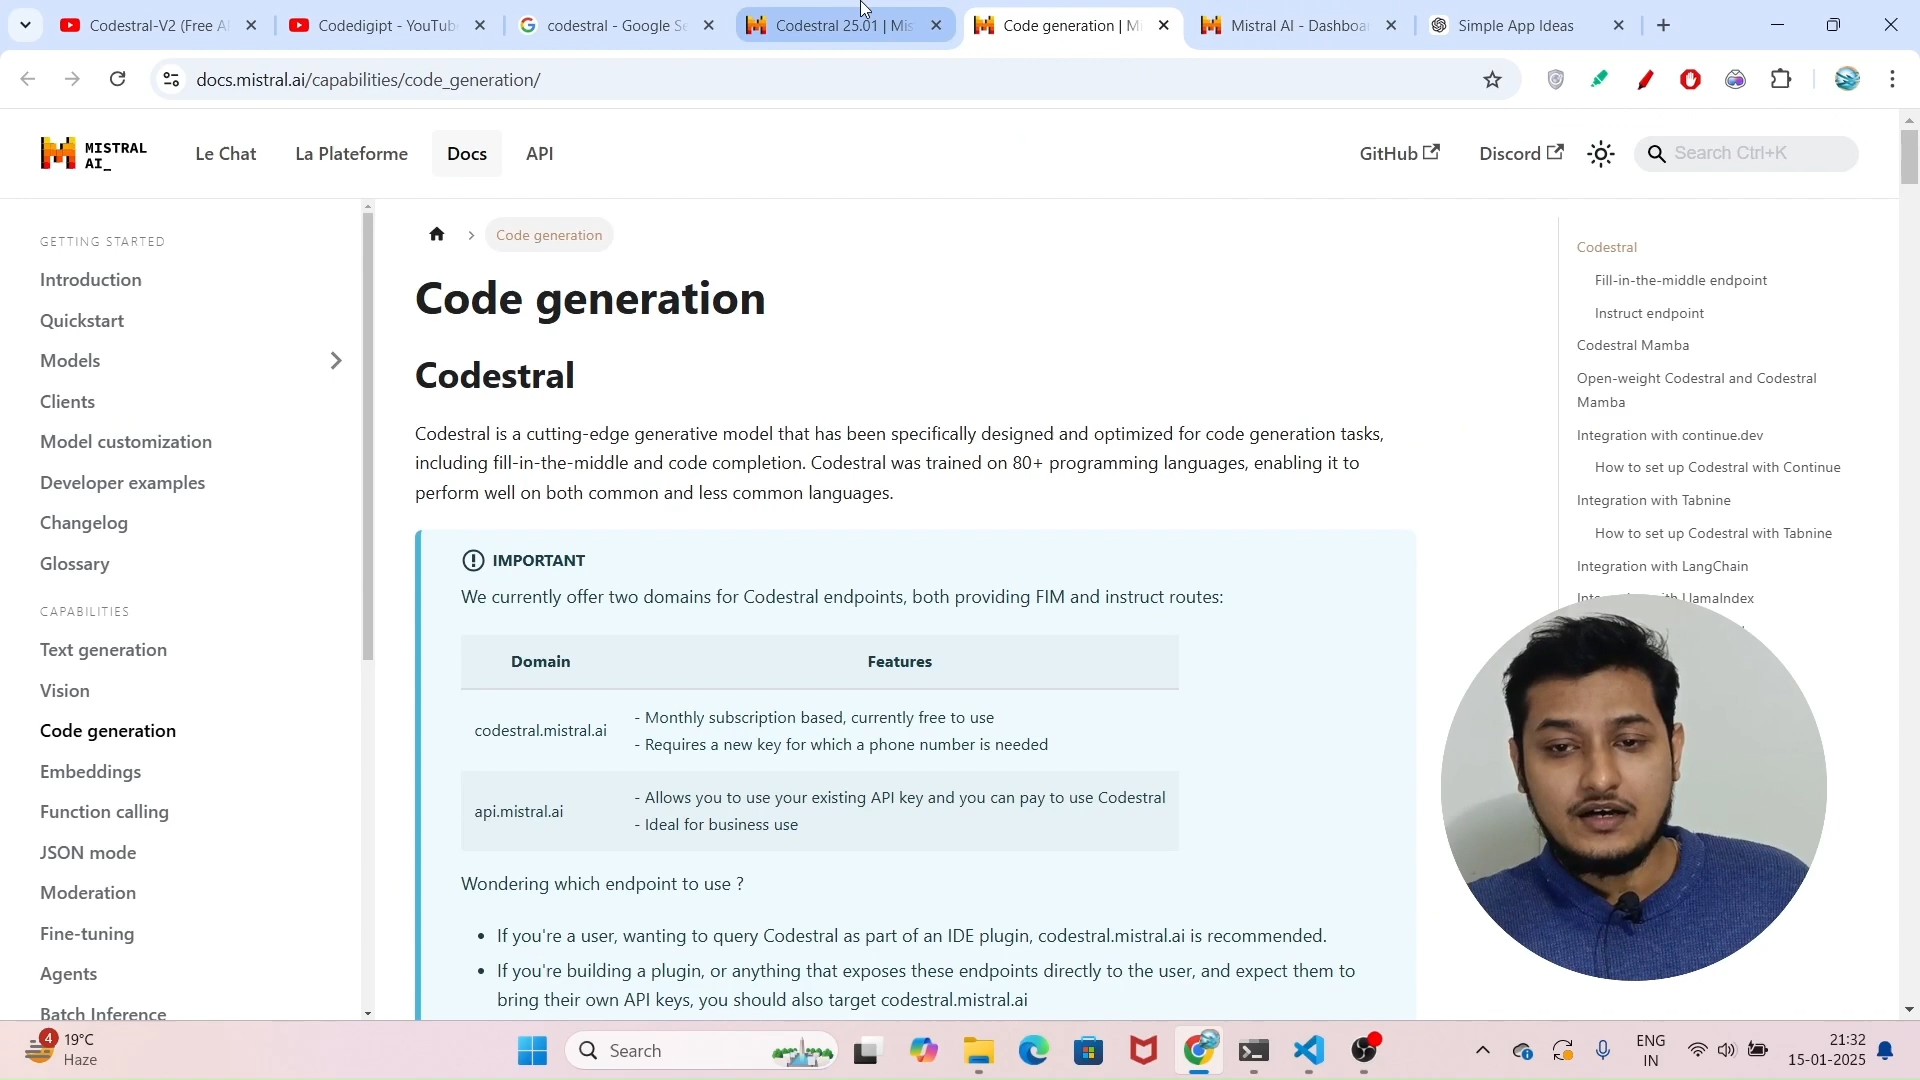 Codestral-V2 (Free A
Codedigipt - YouTub
codestral - Google Se
Codestral 25.01 | Mis
Code generation | Mi
Mistral AI - Dashboa
Simple App Ideas
docs.mistral.ai/capabilities/code_generation/
MISTRAL
AI_
Le Chat
La Plateforme
Docs
API
GitHub
Discord
Search Ctrl+K
GETTING STARTED
Introduction
Quickstart
Models
Clients
Model customization
Developer examples
Changelog
Glossary
CAPABILITIES
Text generation
Vision
Code generation
Embeddings
Function calling
JSON mode
Moderation
Fine-tuning
Agents
Batch Inference
Code generation
Code generation
Codestral
Codestral is a cutting-edge generative model that has been specifically designed and optimized for code generation tasks,
including fill-in-the-middle and code completion. Codestral was trained on 80+ programming languages, enabling it to
perform well on both common and less common languages.
IMPORTANT
We currently offer two domains for Codestral endpoints, both providing FIM and instruct routes:
Domain Features
codestral.mistral.ai
- Monthly subscription based, currently free to use
- Requires a new key for which a phone number is needed
api.mistral.ai
- Allows you to use your existing API key and you can pay to use Codestral
- Ideal for business use
Wondering which endpoint to use ?
• If you're a user, wanting to query Codestral as part of an IDE plugin, codestral.mistral.ai is recommended.
• If you're building a plugin, or anything that exposes these endpoints directly to the user, and expect them to
bring their own API keys, you should also target codestral.mistral.ai
Codestral
Fill-in-the-middle endpoint
Instruct endpoint
Codestral Mamba
Open-weight Codestral and Codestral
Mamba
Integration with continue.dev
How to set up Codestral with Continue
Integration with Tabnine
How to set up Codestral with Tabnine
Integration with LangChain
LlamaIndex
4
19°C
Haze
Search
ENG
IN
21:32
15-01-2025